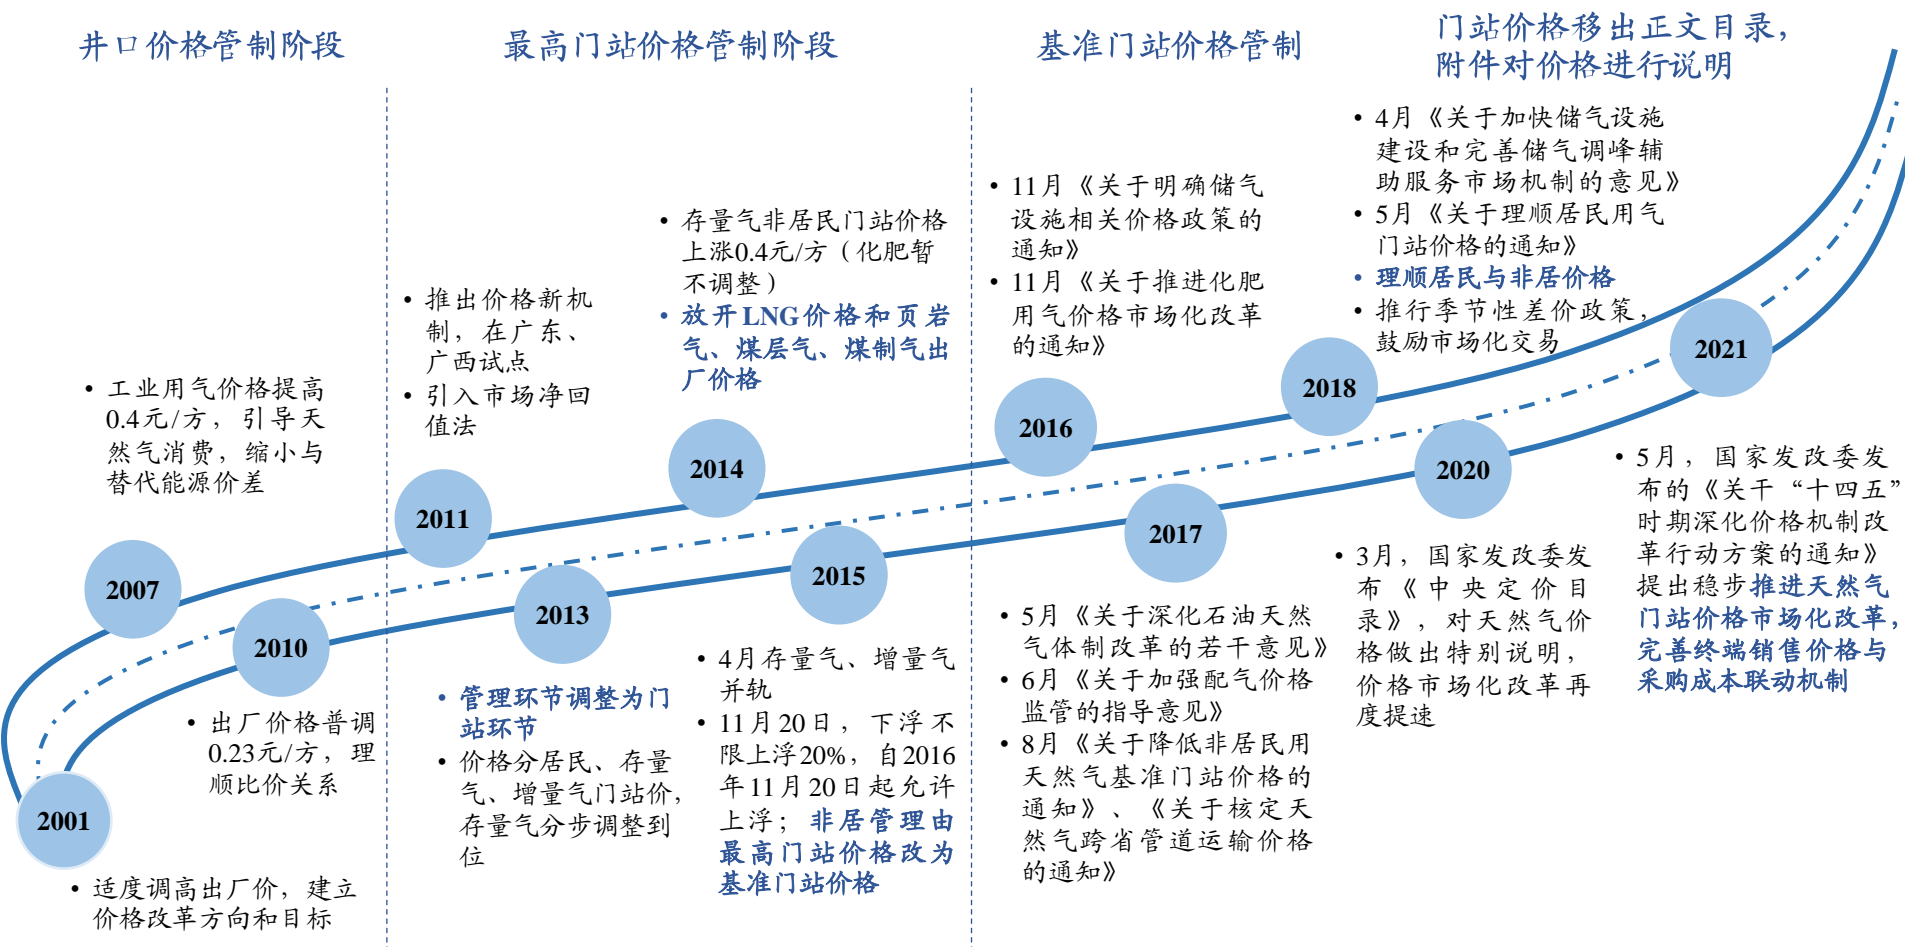 井口价格管制阶段
最高门站价格管制阶段
基准门站价格管制
门站价格移出正文目录，
附件对价格进行说明
• 工业用气价格提高
0.4元/方，引导天
然气消费，缩小与
替代能源价差
2007
2010
• 出厂价格普调
0.23元/方，理
顺比价关系
2001
• 适度调高出厂价，建立
价格改革方向和目标
• 推出价格新机
制，在广东、
广西试点
• 引入市场净回
值法
2011
• 存量气非居民门站价格
上涨0.4元/方（化肥暂
不调整）
• 放开LNG价格和页岩
气、煤层气、煤制气出
厂价格
2014
2013
• 管理环节调整为门
站环节
• 价格分居民、存量
气、增量气门站价,
存量气分步调整到
位
2015
• 4月存量气、增量气
并轨
• 11月20日，下浮不
限上浮20%，自2016
年11月20日起允许
上浮；非居管理由
最高门站价格改为
基准门站价格
• 11月《关于明确储气
设施相关价格政策的
通知》
• 11月《关于推进化肥
用气价格市场化改革
的通知》
2016
2017
• 5月《关于深化石油天然
气体制改革的若干意见》
• 6月《关于加强配气价格
监管的指导意见》
• 8月《关于降低非居民用
天然气基准门站价格的
通知》、《关于核定天
然气跨省管道运输价格
的通知》
• 4月《关于加快储气设施
建设和完善储气调峰辅
助服务市场机制的意见》
• 5月《关于理顺居民用气
门站价格的通知》
• 理顺居民与非居价格
• 推行季节性差价政策，
鼓励市场化交易
2018
2020
• 3月，国家发改委发
布《中央定价目
录》，对天然气价
格做出特别说明，
价格市场化改革再
度提速
2021
• 5月，国家发改委发
布的《关于“十四五”
时期深化价格机制改
革行动方案的通知》
提出稳步推进天然气
门站价格市场化改革，
完善终端销售价格与
采购成本联动机制